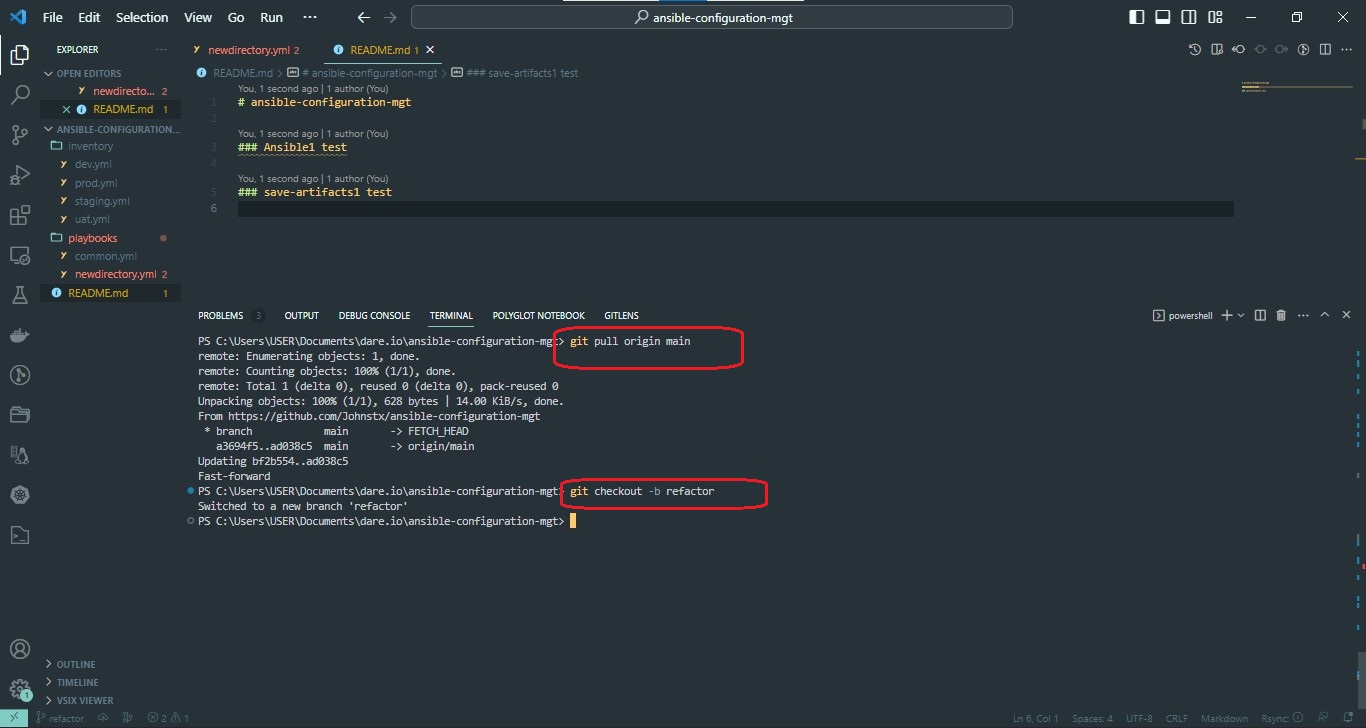 File Edit Selection View Go Run ··· ansible-configuration-mgt
EXPLORER ···
OPEN EDITORS
newdirecto... 2
README.md 1
ANSIBLE-CONFIGURATION...
inventory
dev.yml
prod.yml
staging.yml
uat.yml
playbooks
common.yml
newdirectory.yml 2
README.md 1
OUTLINE
TIMELINE
VSIX VIEWER
newdirectory.yml 2 README.md 1
README.md > # ansible-configuration-mgt > ### save-artifacts1 test
You, 1 second ago | 1 author (You)
1 # ansible-configuration-mgt
2
You, 1 second ago | 1 author (You)
3 ### Ansible1 test
4
You, 1 second ago | 1 author (You)
5 ### save-artifacts1 test
6
PROBLEMS 3 OUTPUT DEBUG CONSOLE TERMINAL POLYGLOT NOTEBOOK GITLENS powershell
PS C:\Users\USER\Documents\dare.io\ansible-configuration-mgt> git pull origin main
remote: Enumerating objects: 1, done.
remote: Counting objects: 100% (1/1), done.
remote: Total 1 (delta 0), reused 0 (delta 0), pack-reused 0
Unpacking objects: 100% (1/1), 628 bytes | 14.00 KiB/s, done.
From https://github.com/Johnstx/ansible-configuration-mgt
* branch main -> FETCH_HEAD
a3694f5..ad038c5 main -> origin/main
Updating bf2b554..ad038c5
Fast-forward
PS C:\Users\USER\Documents\dare.io\ansible-configuration-mgt> git checkout -b refactor
Switched to a new branch 'refactor'
PS C:\Users\USER\Documents\dare.io\ansible-configuration-mgt>
1
refactor 2 1 Ln 6, Col 1 Spaces: 4 UTF-8 CRLF Markdown Rsync: